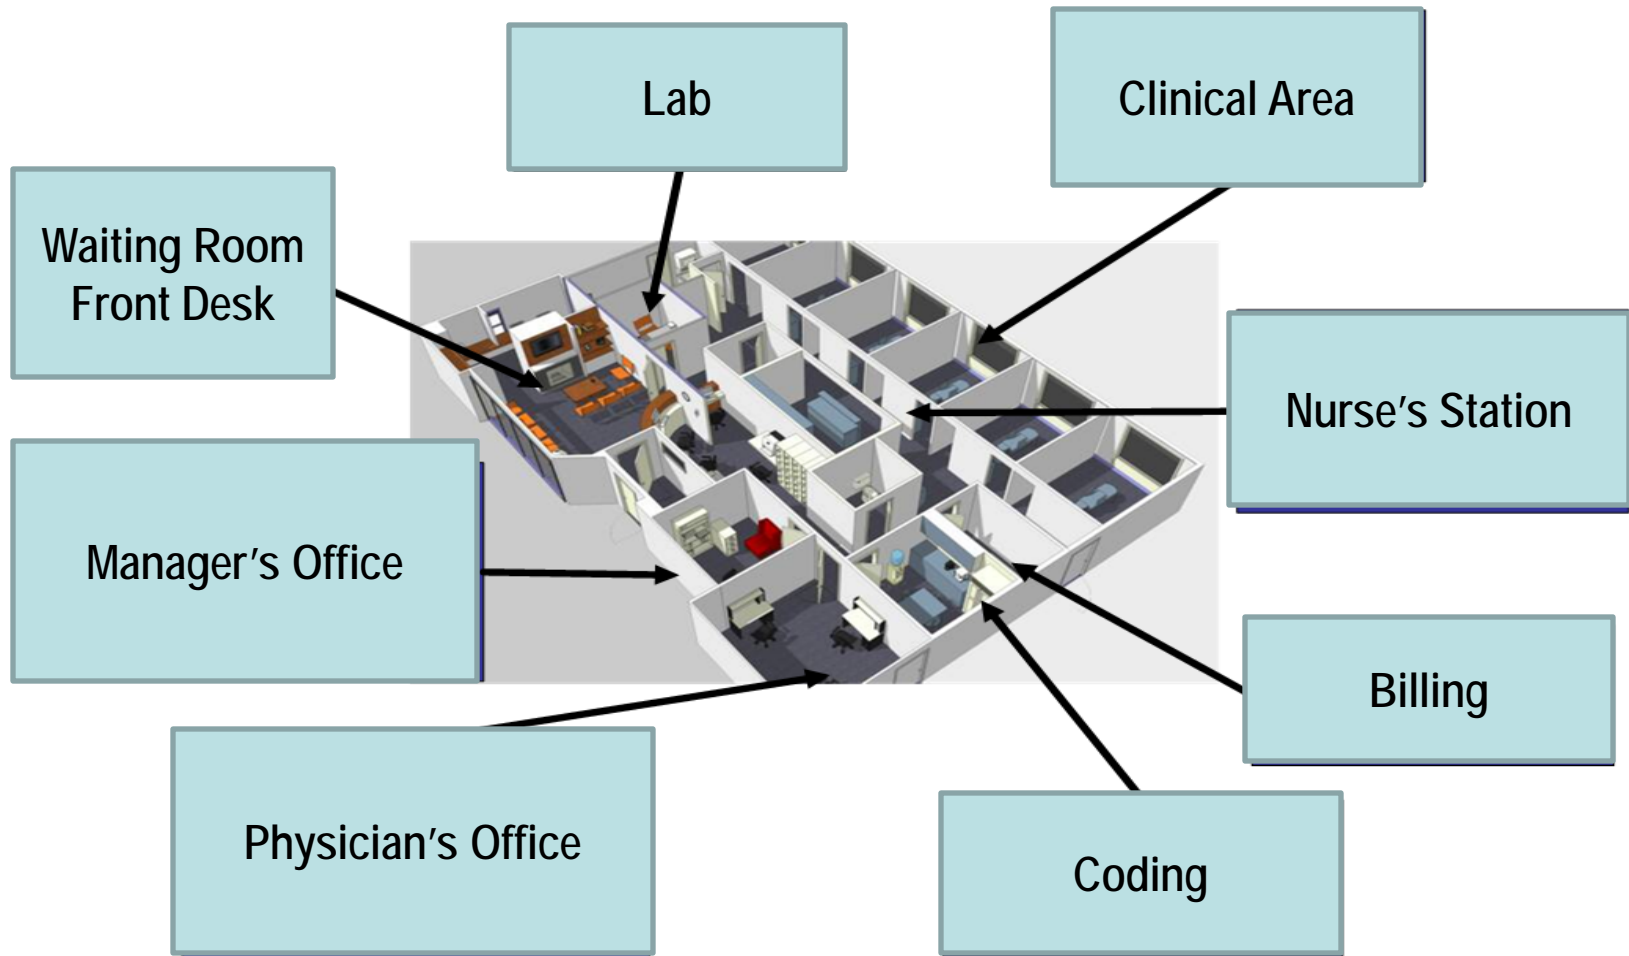 Lab
Clinical Area
Waiting Room
Front Desk
Nurse's Station
Manager's Office
Billing
Physician's Office
Coding